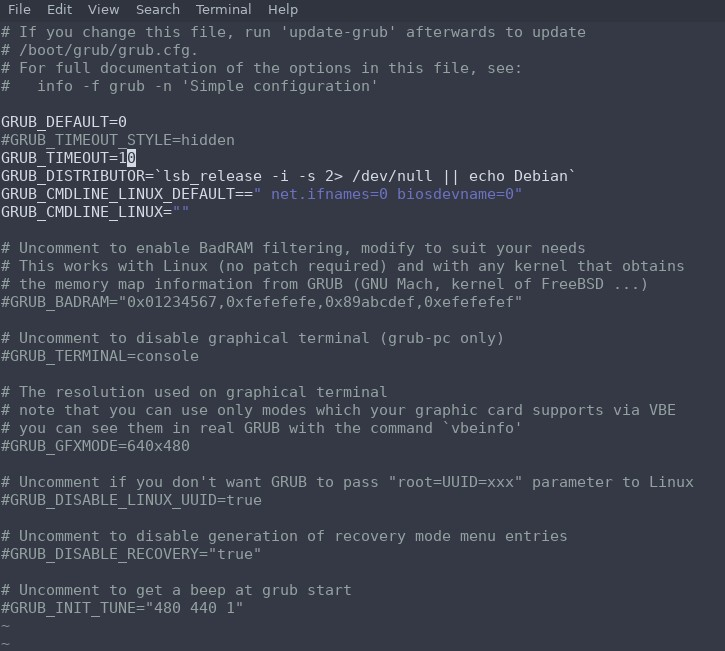 File Edit View Search Terminal Help
# If you change this file, run 'update-grub' afterwards to update
# /boot/grub/grub.cfg.
# For full documentation of the options in this file, see:
#   info -f grub -n 'Simple configuration'

GRUB_DEFAULT=0
#GRUB_TIMEOUT_STYLE=hidden
GRUB_TIMEOUT=10
GRUB_DISTRIBUTOR=`lsb_release -i -s 2> /dev/null || echo Debian`
GRUB_CMDLINE_LINUX_DEFAULT==" net.ifnames=0 biosdevname=0"
GRUB_CMDLINE_LINUX=""

# Uncomment to enable BadRAM filtering, modify to suit your needs
# This works with Linux (no patch required) and with any kernel that obtains
# the memory map information from GRUB (GNU Mach, kernel of FreeBSD ...)
#GRUB_BADRAM="0x01234567,0xfefefefe,0x89abcdef,0xefefefef"

# Uncomment to disable graphical terminal (grub-pc only)
#GRUB_TERMINAL=console

# The resolution used on graphical terminal
# note that you can use only modes which your graphic card supports via VBE
# you can see them in real GRUB with the command `vbeinfo'
#GRUB_GFXMODE=640x480

# Uncomment if you don't want GRUB to pass "root=UUID=xxx" parameter to Linux
#GRUB_DISABLE_LINUX_UUID=true

# Uncomment to disable generation of recovery mode menu entries
#GRUB_DISABLE_RECOVERY="true"

# Uncomment to get a beep at grub start
#GRUB_INIT_TUNE="480 440 1"
~
~